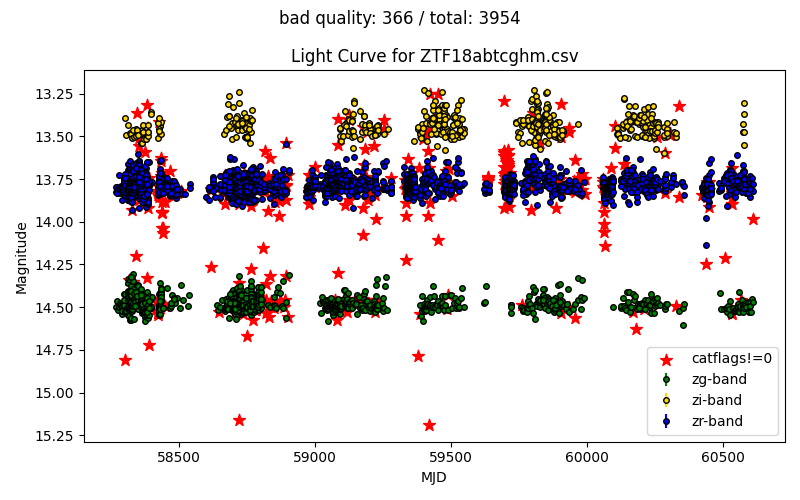 bad quality: 366 / total: 3954
Light Curve for ZTF18abtcghm.csv
Magnitude
13.25
13.50
13.75
14.00
14.25
14.50
14.75
15.00
15.25
catflags!=0
zg-band
zi-band
zr-band
58500
59000
59500
60000
60500
MJD